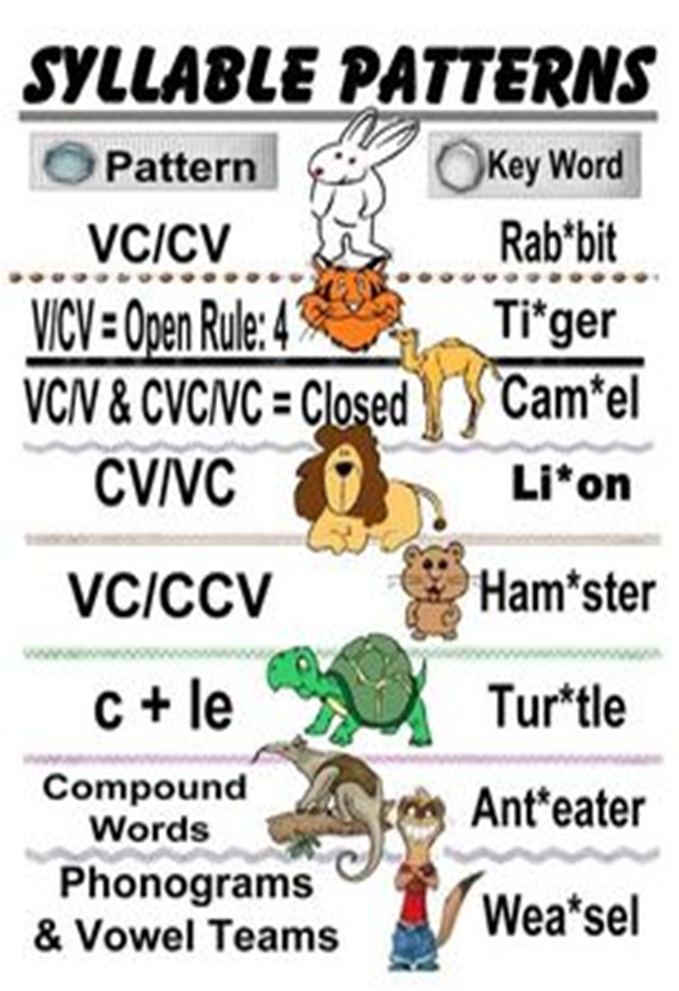 SYLLABLE PATTERNS
Pattern Key Word
VC/CV Rab*bit
V/CV = Open Rule: 4 Ti*ger
VC/V & CVC/VC = Closed Cam*el
CV/VC Li*on
VC/CCV Ham*ster
c + le Tur*tle
Compound
Words Ant*eater
Phonograms
& Vowel Teams Wea*sel